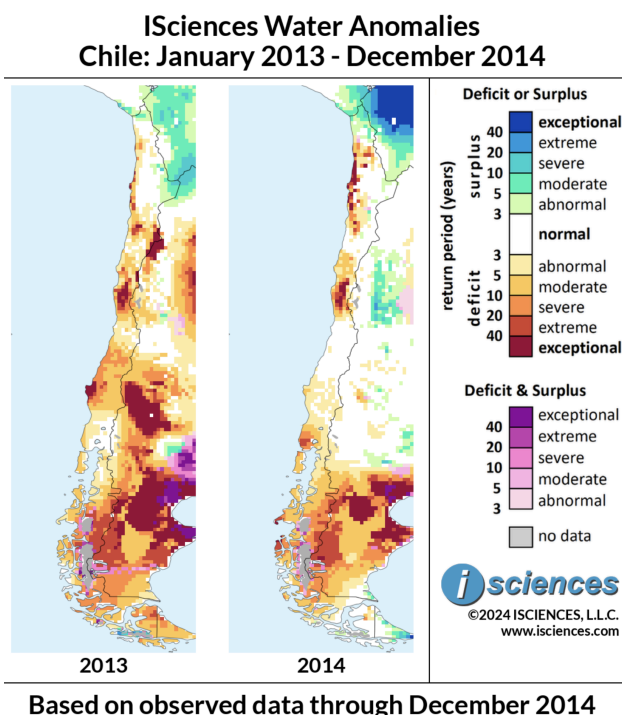 ISciences Water Anomalies
Chile: January 2013 - December 2014
2013
2014
Deficit or Surplus
return period (years)
surplus
deficit
exceptional
40
extreme
20
severe
10
moderate
5
abnormal
3
normal
3
abnormal
5
moderate
10
severe
20
extreme
40
exceptional
Deficit & Surplus
exceptional
40
extreme
20
severe
10
moderate
5
abnormal
3
no data
i sciences
©2024 ISCIENCES, L.L.C.
www.isciences.com
Based on observed data through December 2014